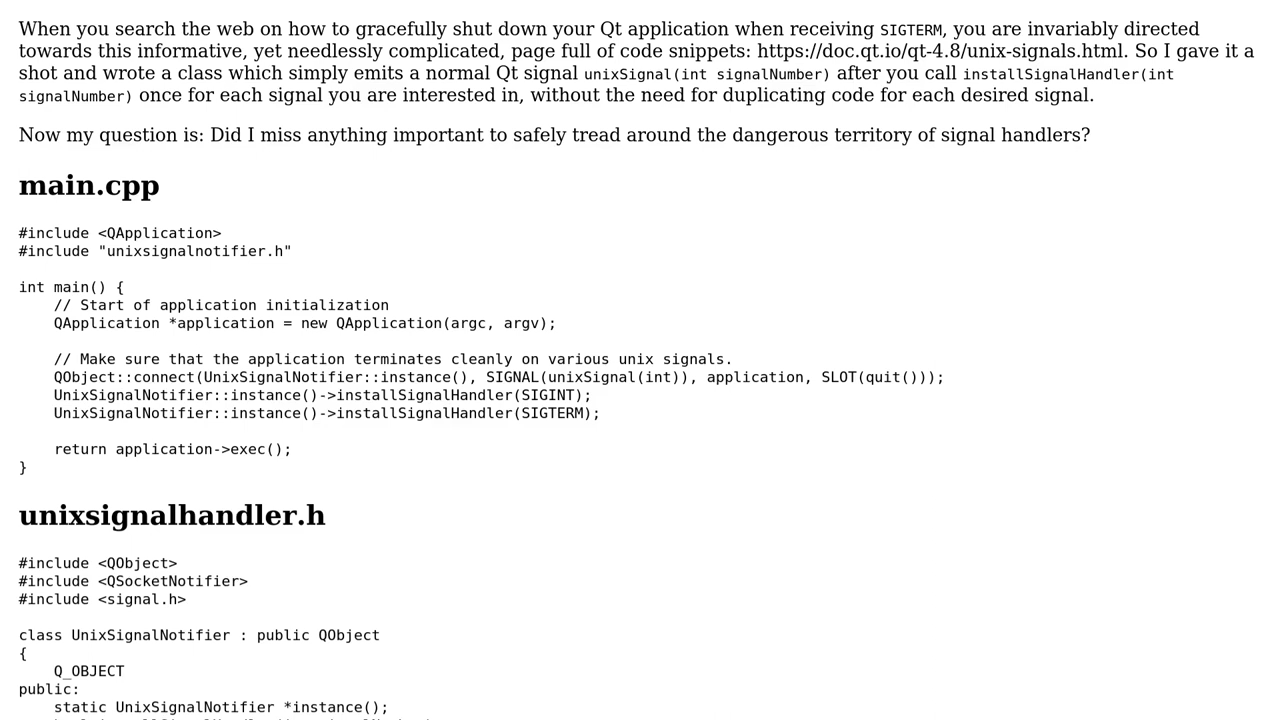 When you search the web on how to gracefully shut down your Qt application when receiving SIGTERM, you are invariably directed
towards this informative, yet needlessly complicated, page full of code snippets: https://doc.qt.io/qt-4.8/unix-signals.html. So I gave it a
shot and wrote a class which simply emits a normal Qt signal unixSignal(int signalNumber) after you call installSignalHandler(int
signalNumber) once for each signal you are interested in, without the need for duplicating code for each desired signal.
Now my question is: Did I miss anything important to safely tread around the dangerous territory of signal handlers?
main.cpp
#include <QApplication>
#include "unixsignalnotifier.h"
int main() {
    // Start of application initialization
    QApplication *application = new QApplication(argc, argv);
    // Make sure that the application terminates cleanly on various unix signals.
    QObject::connect(UnixSignalNotifier::instance(), SIGNAL(unixSignal(int)), application, SLOT(quit()));
    UnixSignalNotifier::instance()->installSignalHandler(SIGINT);
    UnixSignalNotifier::instance()->installSignalHandler(SIGTERM);
    return application->exec();
}
unixsignalhandler.h
#include <QObject>
#include <QSocketNotifier>
#include <signal.h>
class UnixSignalNotifier : public QObject
{
    Q_OBJECT
public:
    static UnixSignalNotifier *instance();